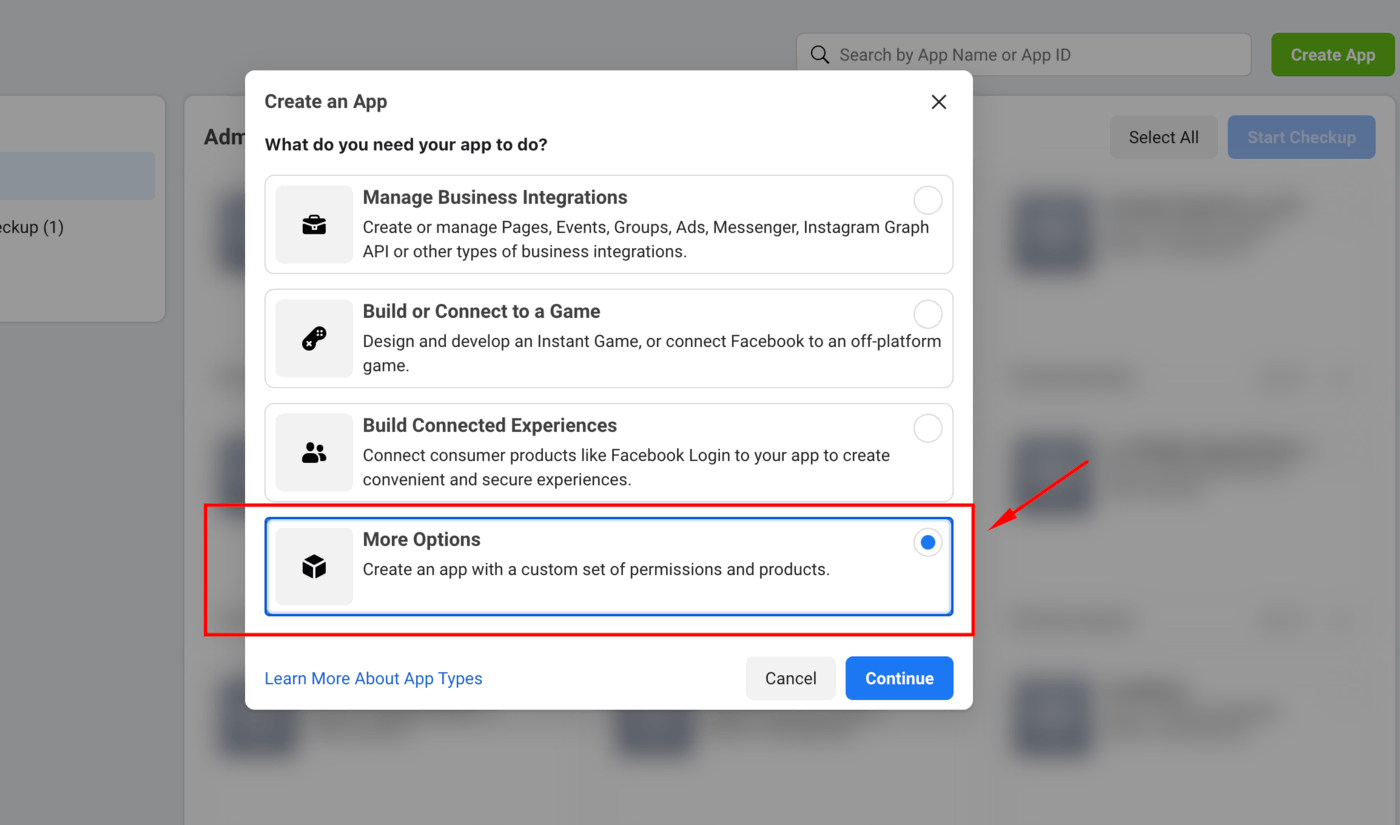 Search by App Name or App ID
Create App
Create an App
Adm
What do you need your app to do?
Select All
Start Checkup
Manage Business Integrations
Create or manage Pages, Events, Groups, Ads, Messenger, Instagram Graph
API or other types of business integrations.
eckup (1)
Build or Connect to a Game
Design and develop an Instant Game, or connect Facebook to an off-platform
game.
Build Connected Experiences
Connect consumer products like Facebook Login to your app to create
convenient and secure experiences.
More Options
Create an app with a custom set of permissions and products.
Learn More About App Types
Cancel
Continue